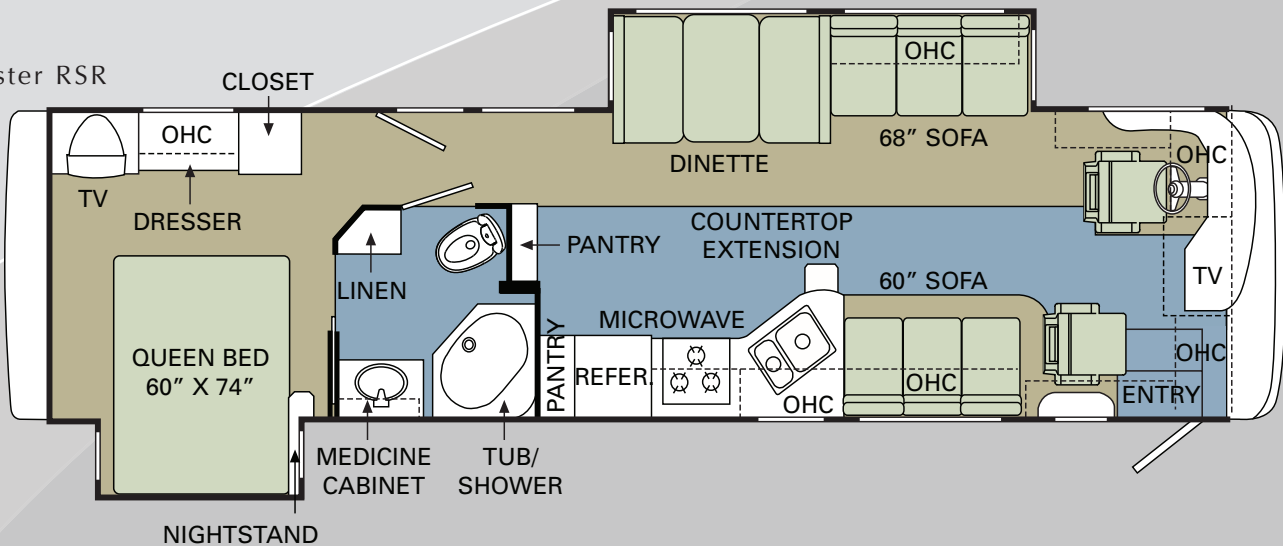 ster RSR
CLOSET
OHC
TV
DRESSER
OHC
68” SOFA
DINETTE
OHC
COUNTERTOP
EXTENSION
PANTRY
LINEN
TV
60” SOFA
MICROWAVE
QUEEN BED
60” X 74”
PANTRY
REFER.
OHC
OHC
OHC
ENTRY
MEDICINE
CABINET
TUB/
SHOWER
NIGHTSTAND